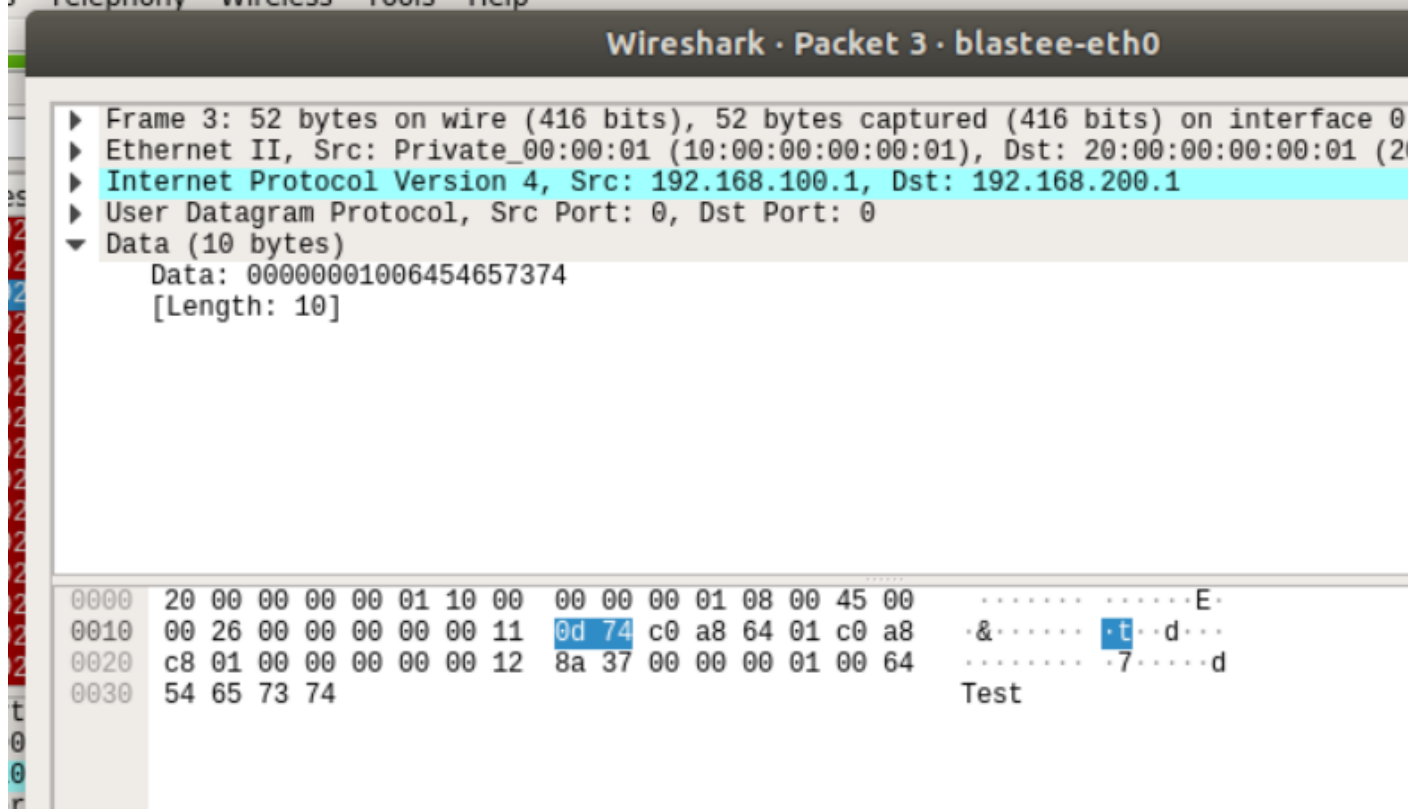 Telephony Wireless Tools Help
Wireshark · Packet 3 · blastee-eth0
Frame 3: 52 bytes on wire (416 bits), 52 bytes captured (416 bits) on interface 0
Ethernet II, Src: Private_00:00:01 (10:00:00:00:00:01), Dst: 20:00:00:00:00:01 (20
Internet Protocol Version 4, Src: 192.168.100.1, Dst: 192.168.200.1
User Datagram Protocol, Src Port: 0, Dst Port: 0
Data (10 bytes)
Data: 00000001006454657374
[Length: 10]
0000 20 00 00 00 00 01 10 00 00 00 00 01 08 00 45 00 ······· ······E·
0010 00 26 00 00 00 00 00 11 0d 74 c0 a8 64 01 c0 a8 ·&······ ·t··d···
0020 c8 01 00 00 00 00 00 12 8a 37 00 00 00 01 00 64 ········ ·7·····d
0030 54 65 73 74 Test